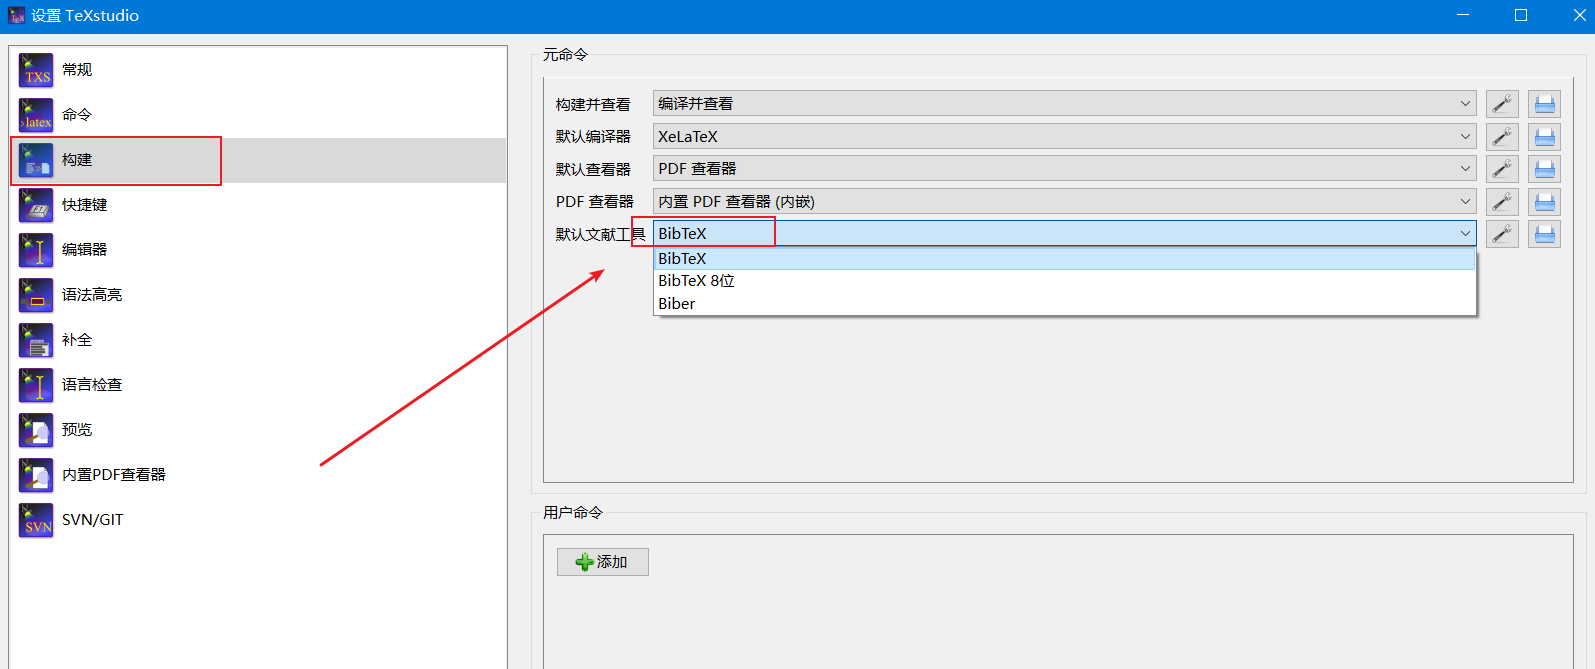 设置 TeXstudio
TXS 常规
>latex 命令
构建
快捷键
编辑器
语法高亮
补全
语言检查
预览
内置PDF查看器
SVN SVN/GIT
元命令
构建并查看 编译并查看
默认编译器 XeLaTeX
默认查看器 PDF 查看器
PDF 查看器 内置 PDF 查看器 (内嵌)
默认文献工具 BibTeX
BibTeX
BibTeX 8位
Biber
用户命令
添加